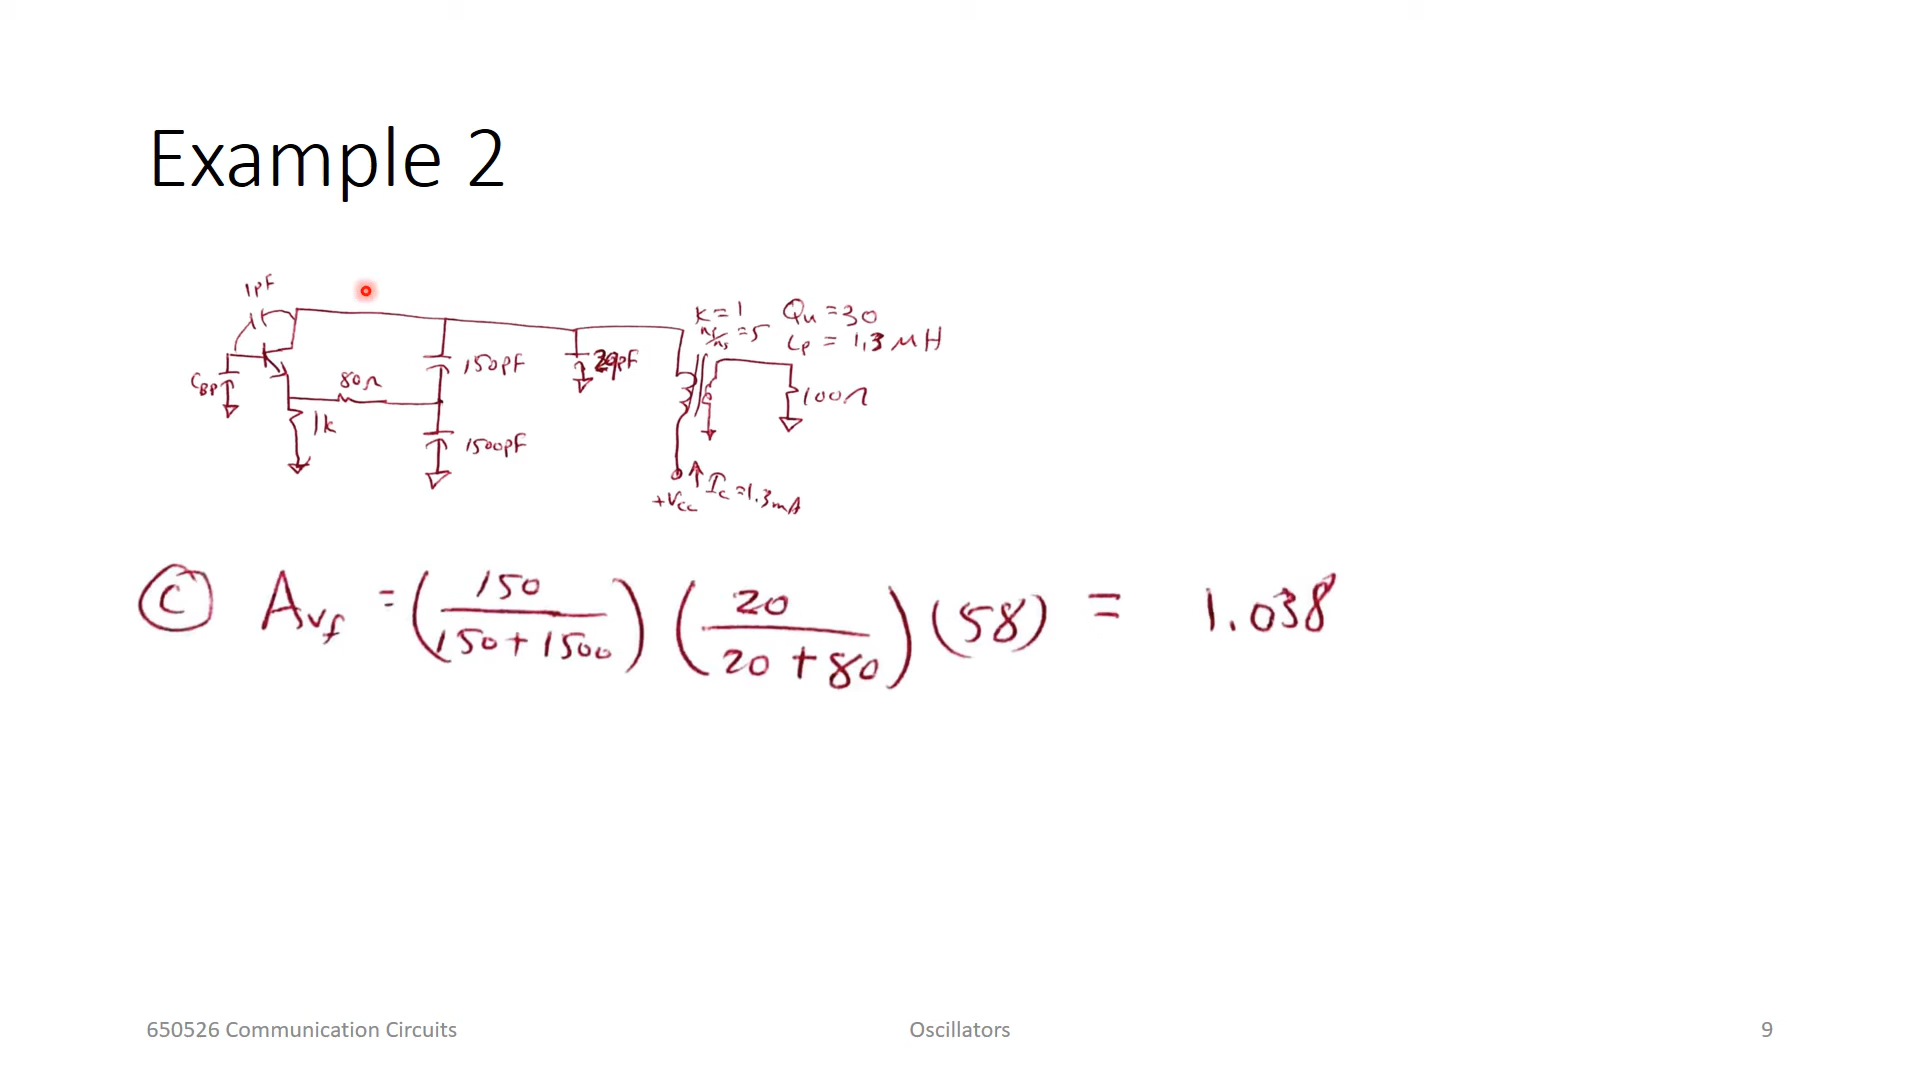 Example 2
1pF
CBP
80Ω
1k
150pF
1500pF
k=1
=5
Qu=30
Lp = 1.3 μH
100Ω
+Vcc
Ic=1.3mA
C Avf = (150/(150+1500)) (20/(20+80)) (58) = 1.038
650526 Communication Circuits
Oscillators
9